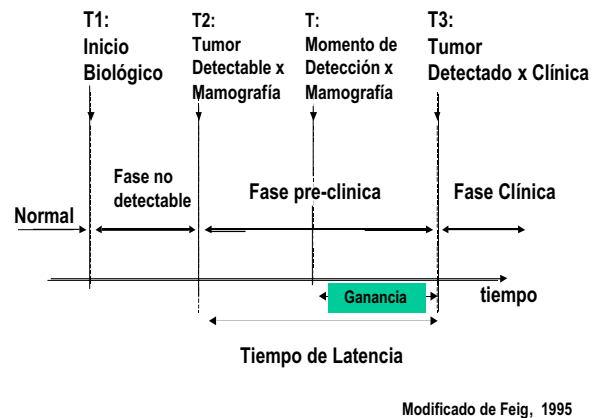 T1:
Inicio
Biológico
T2:
Tumor
Detectable x
Mamografía
T:
Momento de
Detección x
Mamografía
T3:
Tumor
Detectado x Clínica
Normal
Fase no
detectable
Fase pre-clinica
Fase Clínica
Ganancia
tiempo
Tiempo de Latencia
Modificado de Feig, 1995